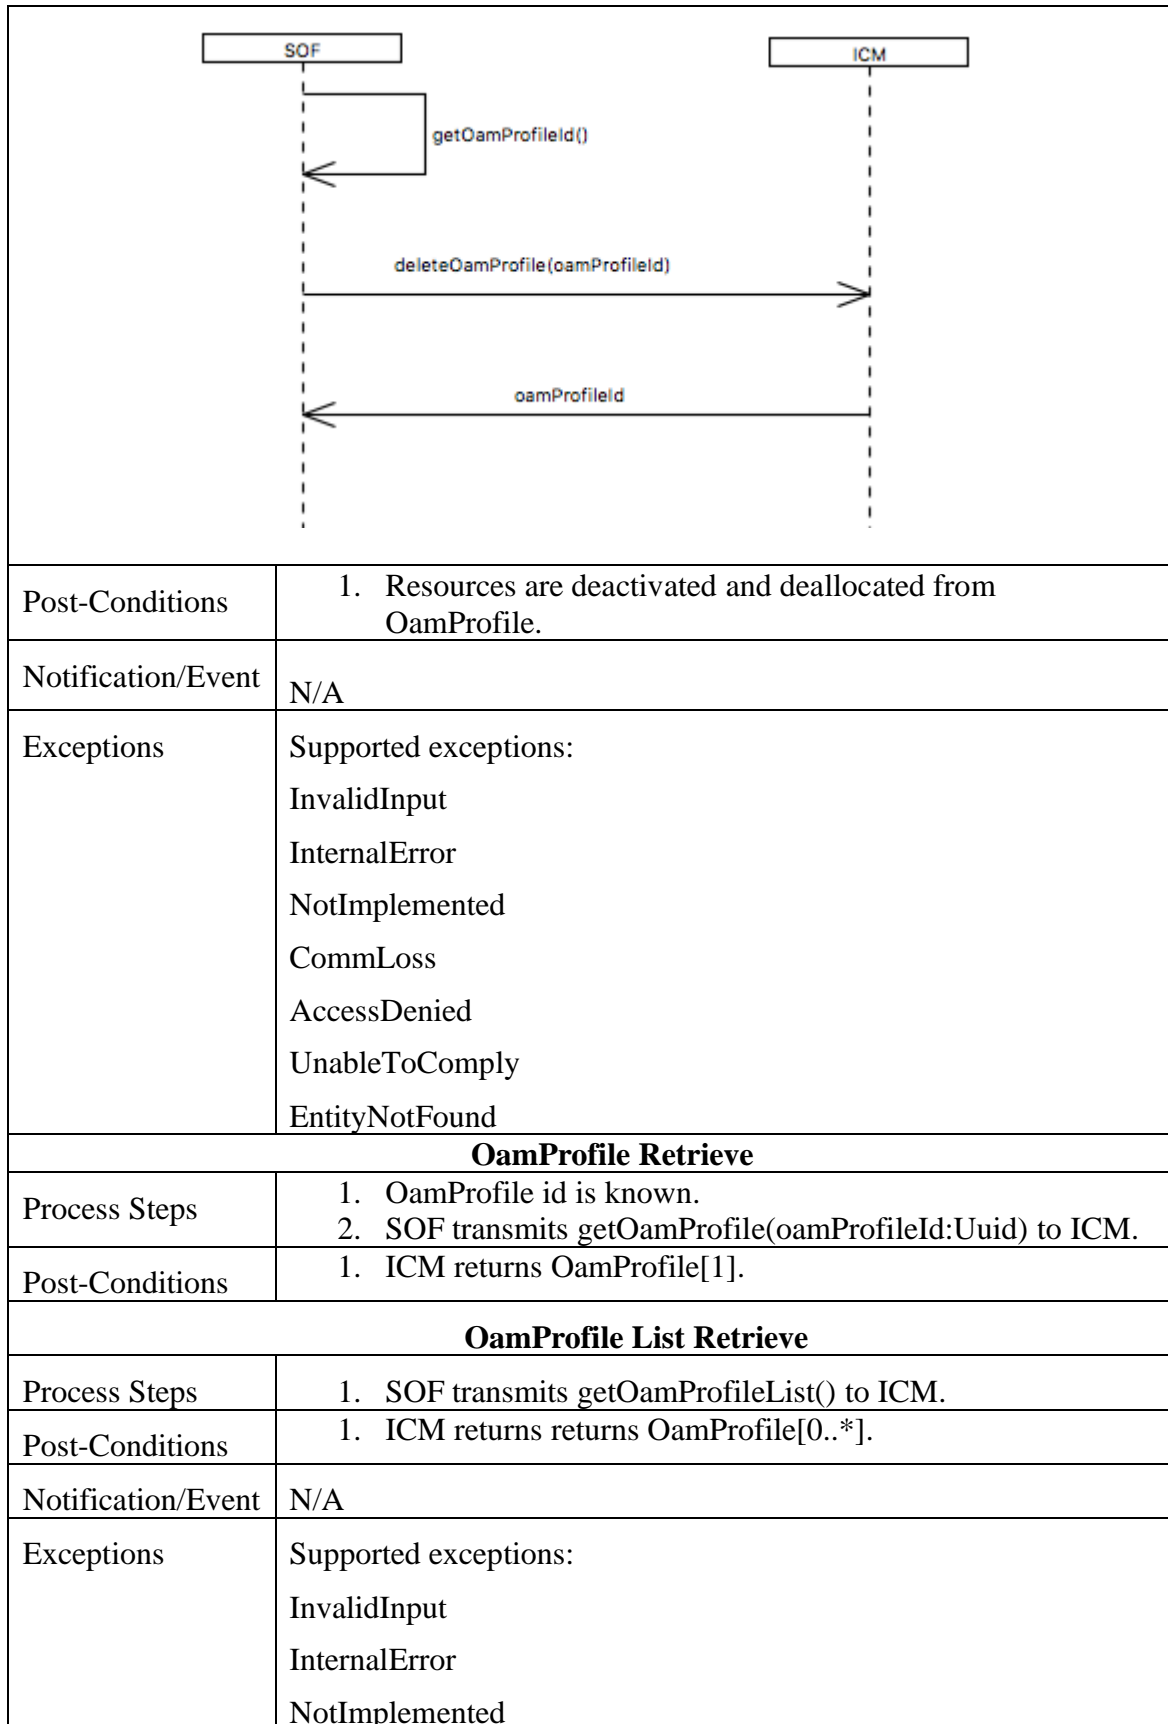 SOF
ICM
getOamProfileId()
deleteOamProfile(oamProfileId)
oamProfileId
Post-Conditions
1. Resources are deactivated and deallocated from
OamProfile.
Notification/Event
N/A
Exceptions
Supported exceptions:
InvalidInput
InternalError
NotImplemented
CommLoss
AccessDenied
UnableToComply
EntityNotFound
OamProfile Retrieve
Process Steps
1. OamProfile id is known.
2. SOF transmits getOamProfile(oamProfileId:Uuid) to ICM.
Post-Conditions
1. ICM returns OamProfile[1].
OamProfile List Retrieve
Process Steps
1. SOF transmits getOamProfileList() to ICM.
Post-Conditions
1. ICM returns returns OamProfile[0..*].
Notification/Event
N/A
Exceptions
Supported exceptions:
InvalidInput
InternalError
NotImplemented